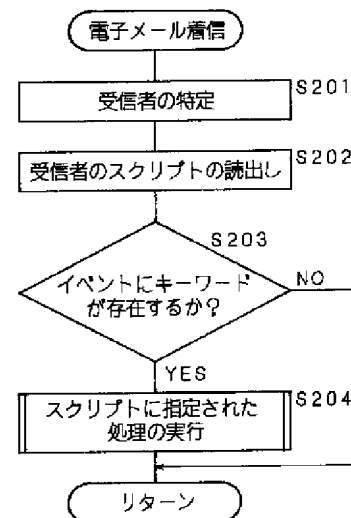 電子メール着信
S201
受信者の特定
S202
受信者のスクリプトの読出し
S203
イベントにキーワード
が存在するか？
NO
YES
S204
スクリプトに指定された
処理の実行
リターン